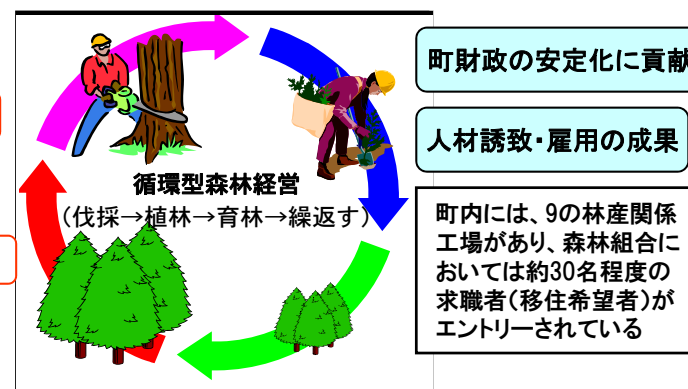 町財政の安定化に貢献
人材誘致・雇用の成果
循環型森林経営
（伐採→植林→育林→繰返す）
町内には、9の林産関係
工場があり、森林組合に
おいては約30名程度の
求職者（移住希望者）が
エントリーされている